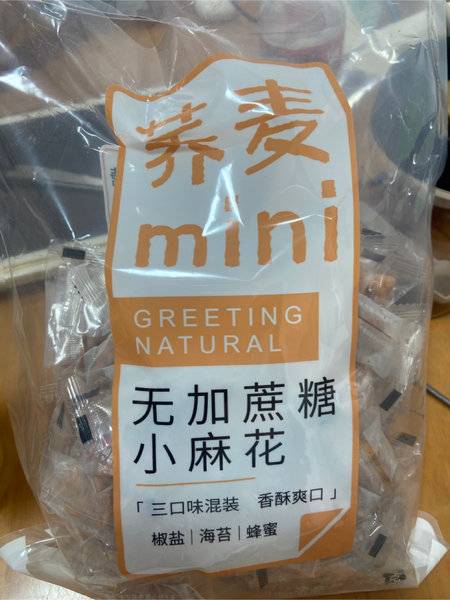 荞麦
mini
GREETING
NATURAL
无加蔗糖
小麻花
「三口味混装 香酥爽口」
椒盐|海苔|蜂蜜